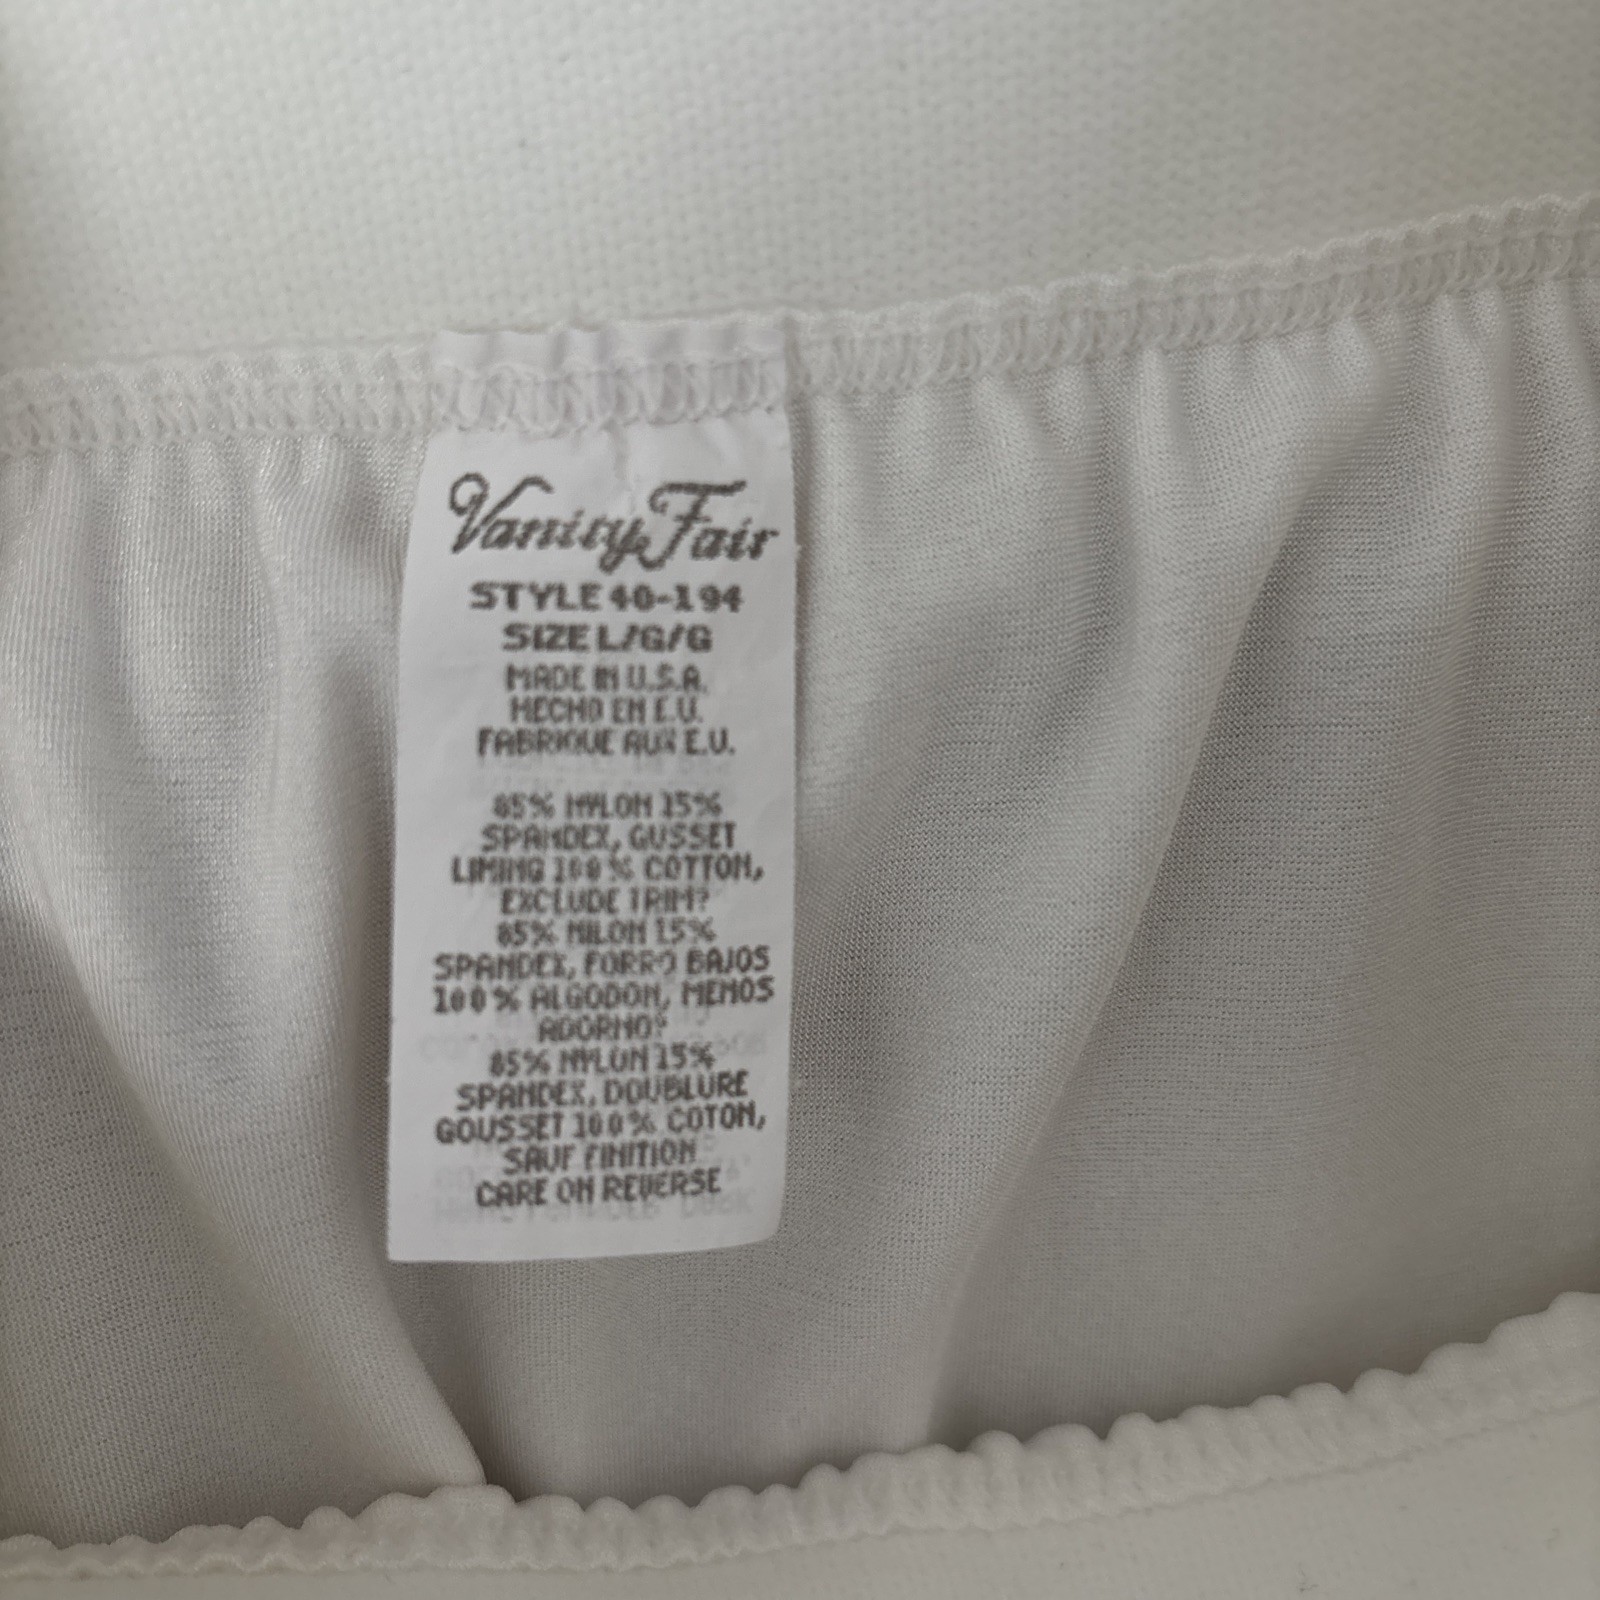 Vanity Fair
STYLE 40-194
SIZE L/G/G
MADE IN U.S.A.
HECHO EN E.U.
FABRIQUE AUX E.U.
85% NYLON 15%
SPANDEX, GUSSET
LINING 100% COTTON,
EXCLUDE TRIM?
85% NILON 15%
SPANDEX, FORRO BAJOS
100% ALGODON, MENOS
ADORNO?
85% NYLON 15%
SPANDEX, DOUBLURE
GOUSSET 100% COTON,
SAUF FINITION
CARE ON REVERSE